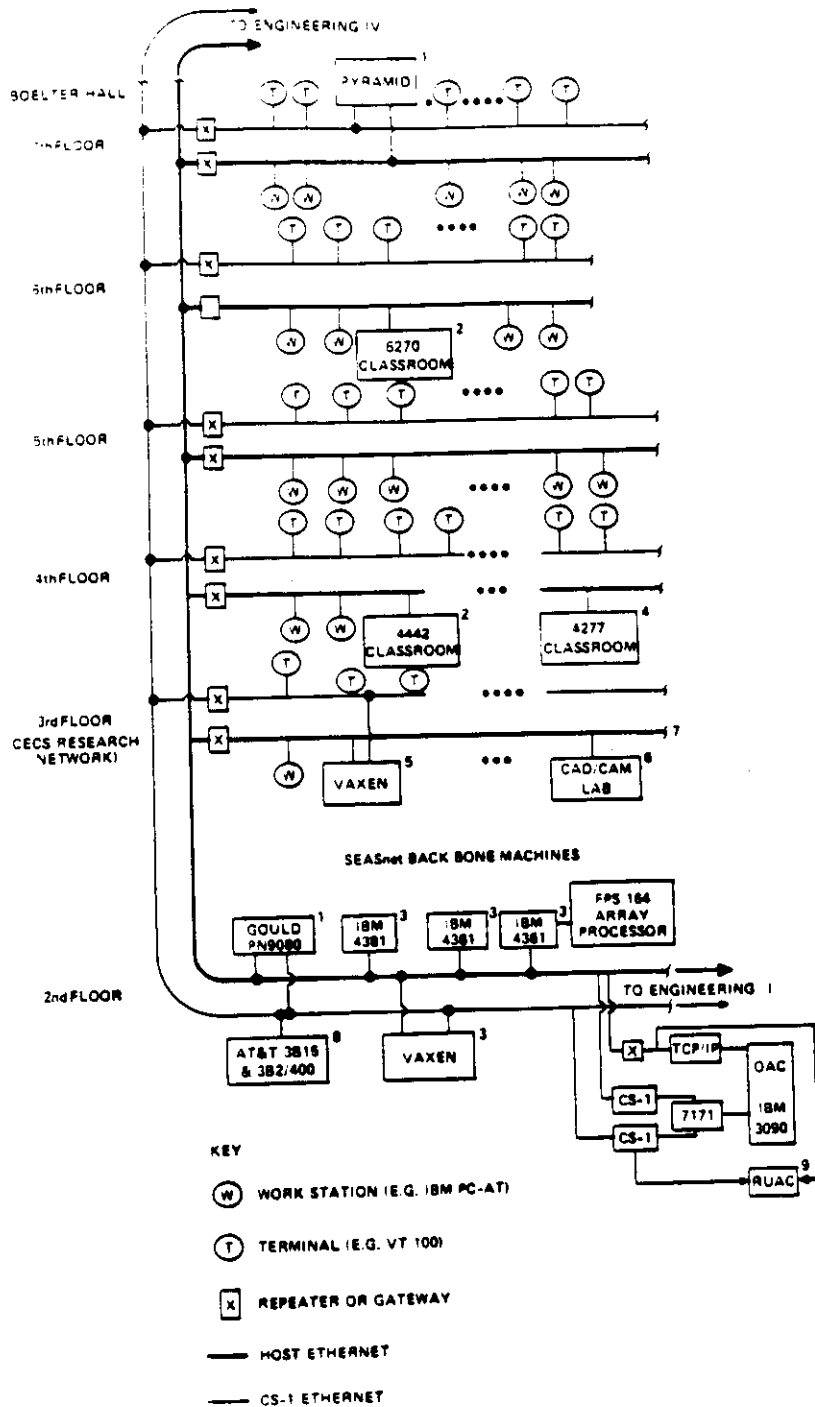 TO ENGINEERING IV
1
PYRAMID
BOELTER HALL
T T T T T
X
FLOOR
X
W W W W W
T T T T T
X
6th FLOOR
W W W W
2
6270
CLASSROOM
T T T T T
X
5th FLOOR
X
W W W W W
T T T T T T
X
4th FLOOR
X
W W
2
4442
CLASSROOM
4
4277
CLASSROOM
T T T
X
3rd FLOOR
(CECS RESEARCH
NETWORK)
X
7
W
5
VAXEN
6
CAD/CAM
LAB
SEASnet BACK BONE MACHINES
1
GOULD
PN9080
3
IBM
4381
3
IBM
4381
3
IBM
4381
FPS 164
ARRAY
PROCESSOR
2nd FLOOR
TO ENGINEERING I
8
AT&T 3B15
& 3B2/400
3
VAXEN
X
TCP/IP
OAC
IBM
3090
CS-1
7171
CS-1
9
RUAC
KEY
W WORK STATION (E.G. IBM PC-AT)
T TERMINAL (E.G. VT 100)
X REPEATER OR GATEWAY
HOST ETHERNET
CS-1 ETHERNET